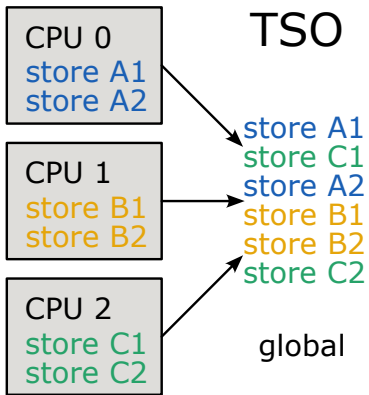 CPU 0
store A1
store A2
CPU 1
store B1
store B2
CPU 2
store C1
store C2
TSO
store A1
store C1
store A2
store B1
store B2
store C2
global